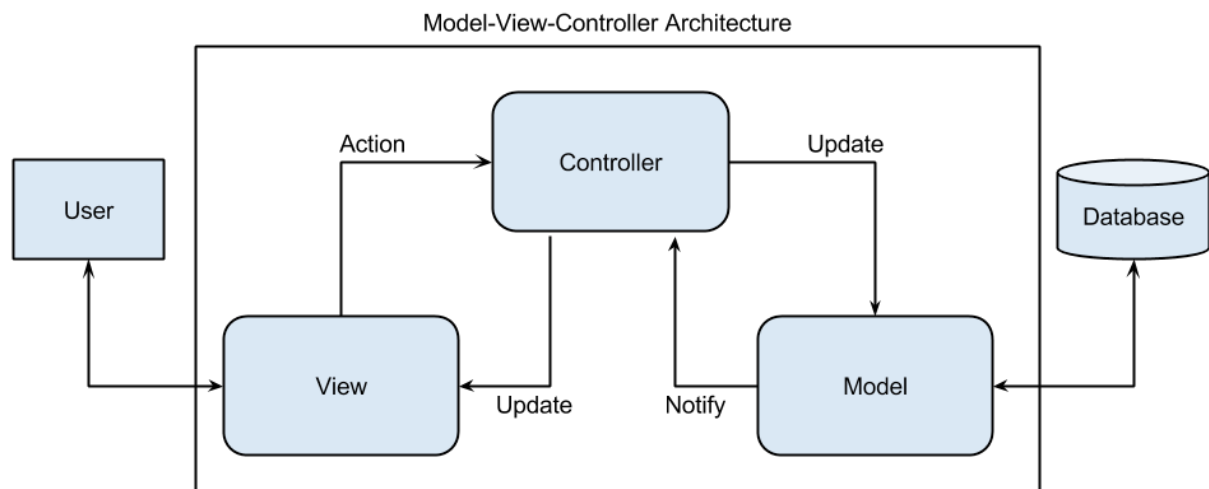 Model-View-Controller Architecture
Action
Controller
Update
User
Database
View
Update
Notify
Model